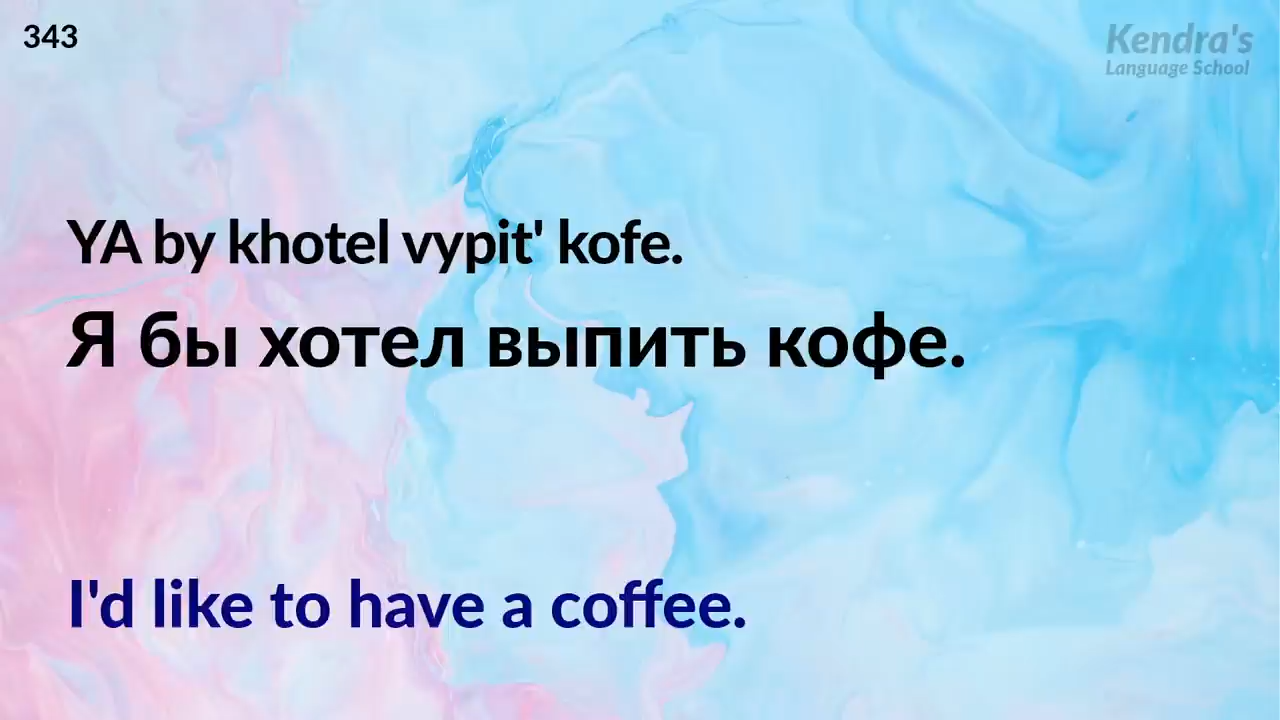 343
Kendra's
Language School
YA by khotel vypit' kofe.
Я бы хотел выпить кофе.
I'd like to have a coffee.